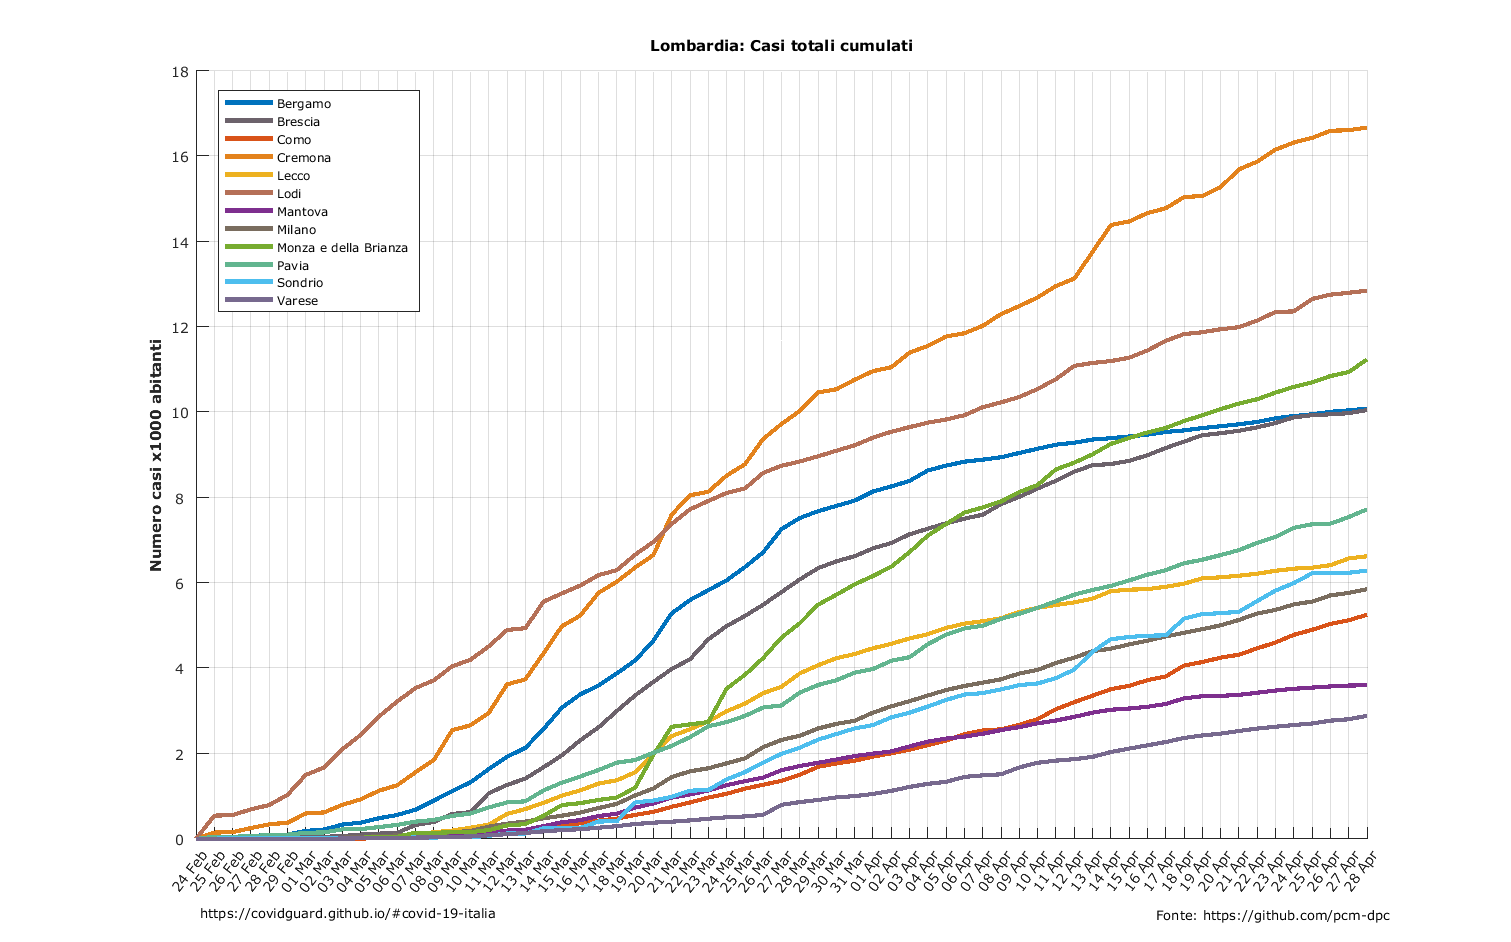 Lombardia: Casi totali cumulati
Numero casi x1000 abitanti
18
16
14
12
10
8
6
4
2
0
Bergamo
Brescia
Como
Cremona
Lecco
Lodi
Mantova
Milano
Monza e della Brianza
Pavia
Sondrio
Varese
24 Feb
25 Feb
26 Feb
27 Feb
28 Feb
29 Feb
01 Mar
02 Mar
03 Mar
04 Mar
05 Mar
06 Mar
07 Mar
08 Mar
09 Mar
10 Mar
11 Mar
12 Mar
13 Mar
14 Mar
15 Mar
16 Mar
17 Mar
18 Mar
19 Mar
20 Mar
21 Mar
22 Mar
23 Mar
24 Mar
25 Mar
26 Mar
27 Mar
28 Mar
29 Mar
30 Mar
31 Mar
01 Apr
02 Apr
03 Apr
04 Apr
05 Apr
06 Apr
07 Apr
08 Apr
09 Apr
10 Apr
11 Apr
12 Apr
13 Apr
14 Apr
15 Apr
16 Apr
17 Apr
18 Apr
19 Apr
20 Apr
21 Apr
22 Apr
23 Apr
24 Apr
25 Apr
26 Apr
27 Apr
28 Apr
https://covidguard.github.io/#covid-19-italia
Fonte: https://github.com/pcm-dpc